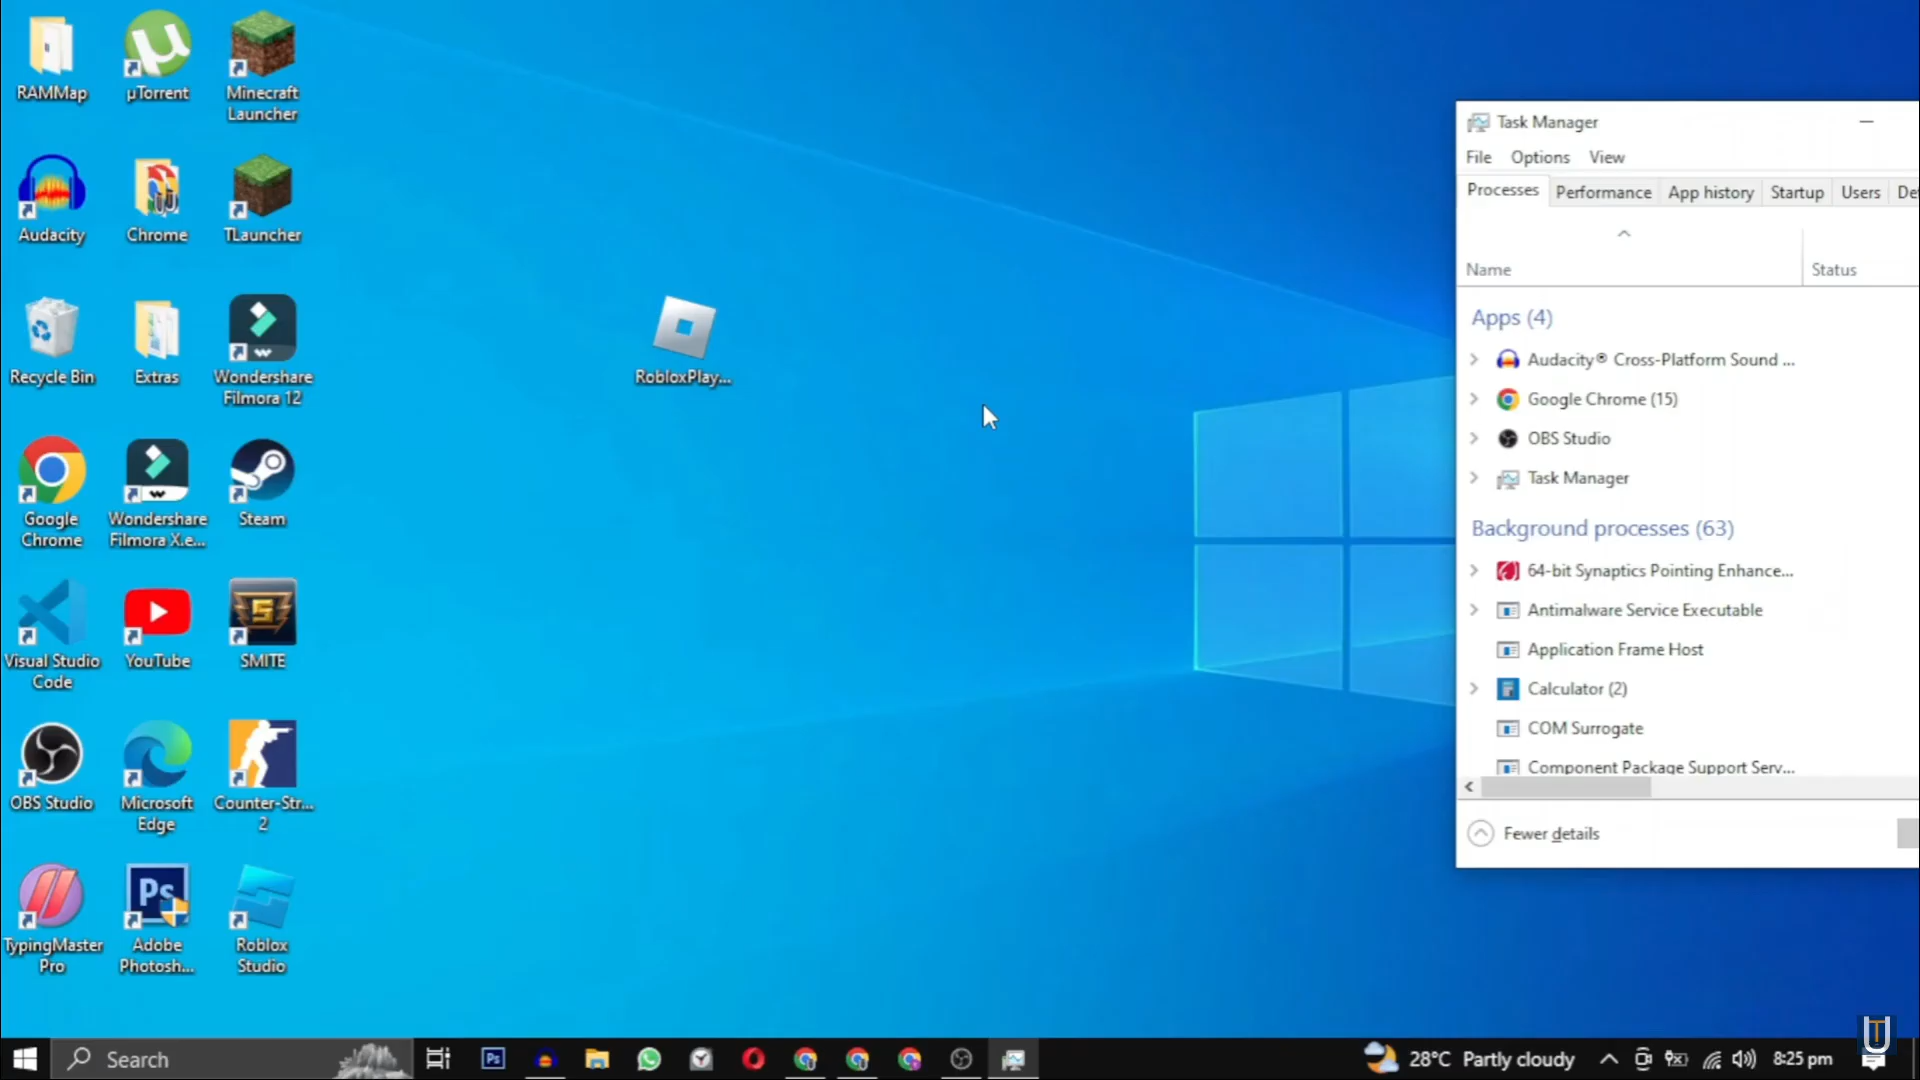 RAMMap
µTorrent
Minecraft
Launcher
Audacity
Chrome
TLauncher
Recycle Bin
Extras
Wondershare
Filmora 12
Google
Chrome
Wondershare
Filmora X.e...
Steam
Visual Studio
Code
YouTube
SMITE
OBS Studio
Microsoft
Edge
Counter-Str...
2
TypingMaster
Pro
Ps
Adobe
Photosh...
Roblox
Studio
RobloxPlay...
Task Manager
File Options View
Processes Performance App history Startup Users De
Name Status
Apps (4)
Audacity® Cross-Platform Sound ...
Google Chrome (15)
OBS Studio
Task Manager
Background processes (63)
64-bit Synaptics Pointing Enhance...
Antimalware Service Executable
Application Frame Host
Calculator (2)
COM Surrogate
Component Package Support Serv...
Fewer details
Search
Ps
28°C Partly cloudy
8:25 pm